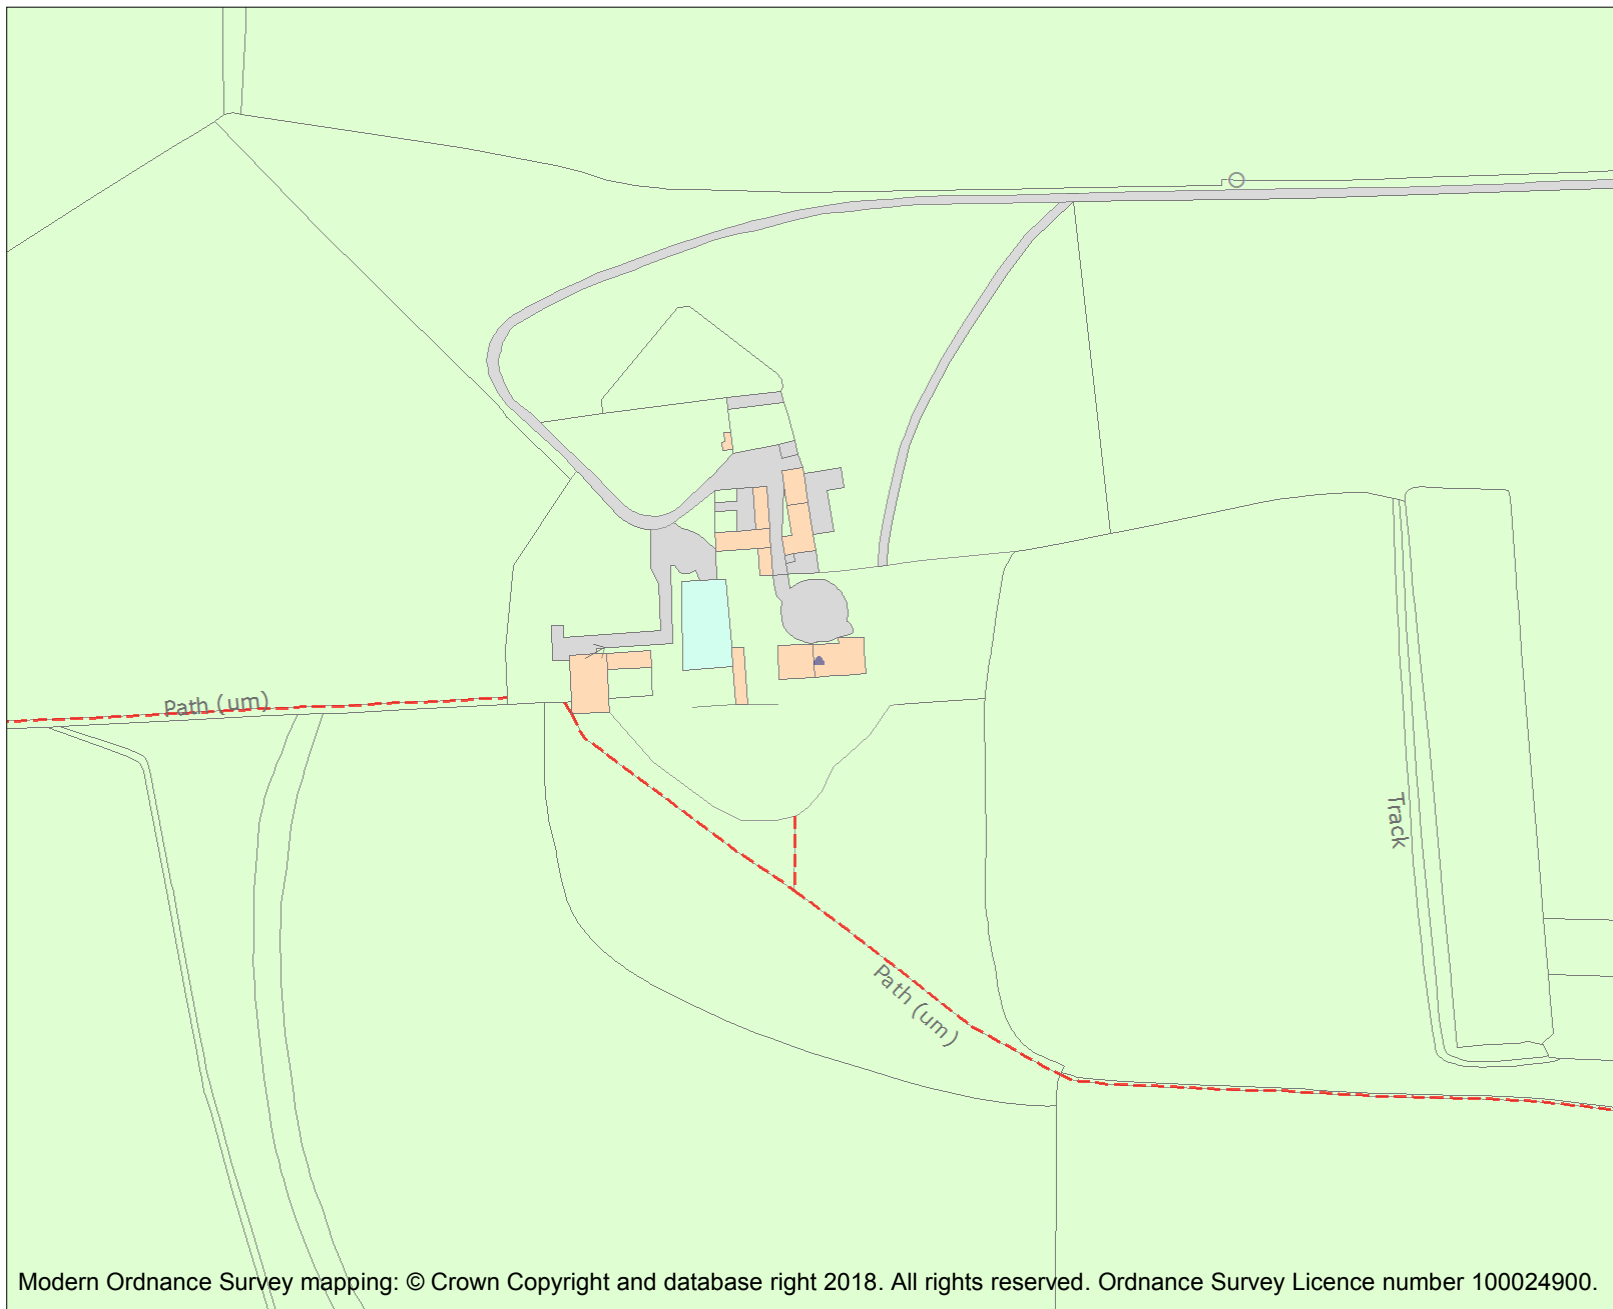 Path (um)
Track
Path (um)
Modern Ordnance Survey mapping: © Crown Copyright and database right 2018. All rights reserved. Ordnance Survey Licence number 100024900.